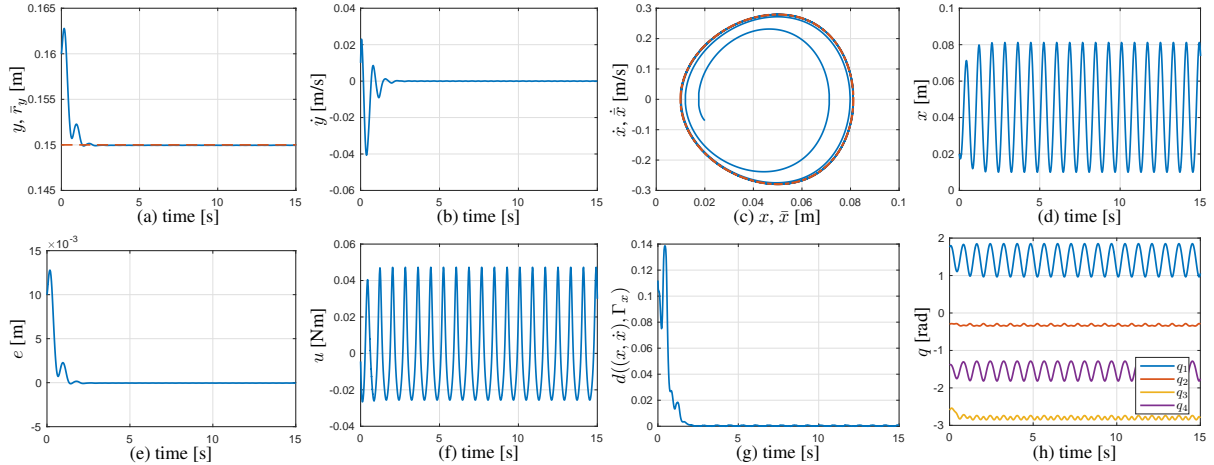 0.165
0.16
0.155
0.15
0.145
y, r̄_y [m]
0 5 10 15
(a) time [s]
0.04
0.02
0
-0.02
-0.04
-0.06
ẏ [m/s]
0 5 10 15
(b) time [s]
0.3
0.2
0.1
0
-0.1
-0.2
-0.3
ẋ, ẋ̄ [m/s]
0 0.02 0.04 0.06 0.08 0.1
(c) x, x̄ [m]
0.1
0.08
0.06
0.04
0.02
0
x [m]
0 5 10 15
(d) time [s]
×10⁻³
15
10
5
0
-5
e [m]
0 5 10 15
(e) time [s]
0.06
0.04
0.02
0
-0.02
-0.04
u [Nm]
0 5 10 15
(f) time [s]
0.14
0.12
0.10
0.08
0.06
0.04
0.02
0
d((x, ẋ), Γ_x)
0 5 10 15
(g) time [s]
2
1
0
-1
-2
-3
q [rad]
q₁
q₂
q₃
q₄
0 5 10 15
(h) time [s]